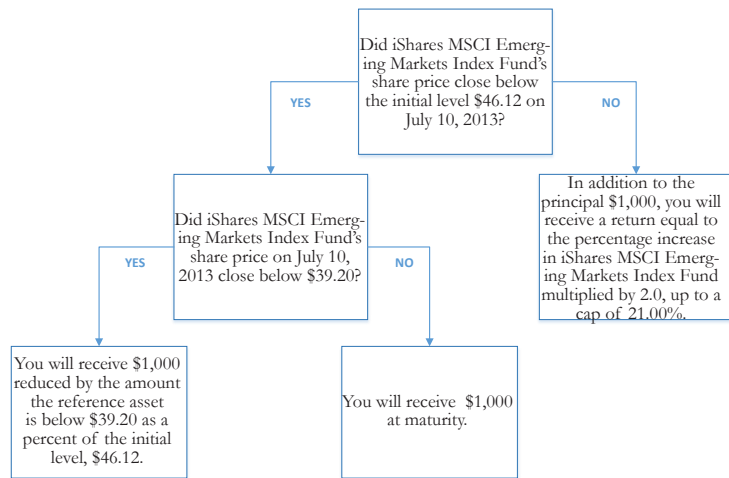 Did iShares MSCI Emerg-
ing Markets Index Fund's
share price close below
the initial level $46.12 on
July 10, 2013?
YES
NO
Did iShares MSCI Emerg-
ing Markets Index Fund's
share price on July 10,
2013 close below $39.20?
In addition to the
principal $1,000, you will
receive a return equal to
the percentage increase
in iShares MSCI Emerg-
ing Markets Index Fund
multiplied by 2.0, up to a
cap of 21.00%.
YES
NO
You will receive $1,000
reduced by the amount
the reference asset
is below $39.20 as a
percent of the initial
level, $46.12.
You will receive $1,000
at maturity.